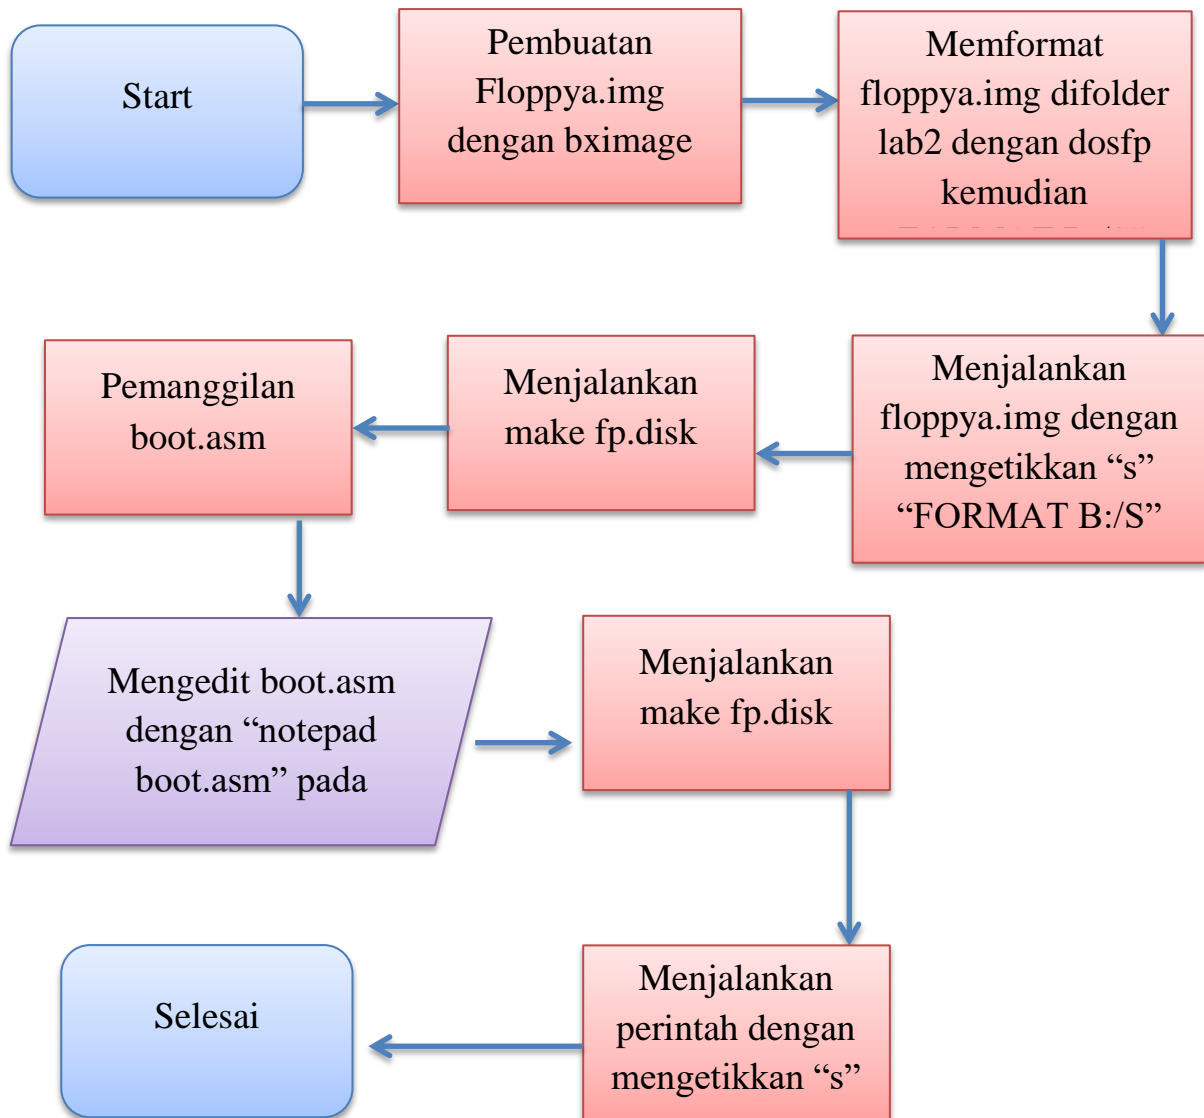 Start
Pembuatan
Floppya.img
dengan bximage
Memformat
floppya.img difolder
lab2 dengan dosfp
kemudian
Menjalankan
floppya.img dengan
mengetikkan “s”
“FORMAT B:/S”
Menjalankan
make fp.disk
Pemanggilan
boot.asm
Mengedit boot.asm
dengan “notepad
boot.asm” pada
Menjalankan
make fp.disk
Menjalankan
perintah dengan
mengetikkan “s”
Selesai